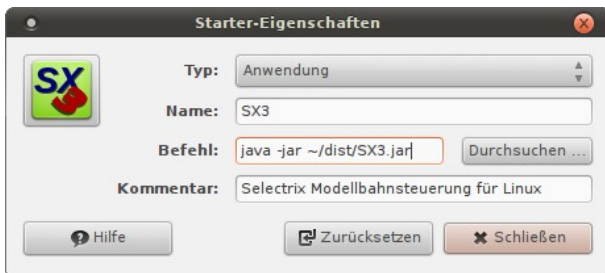 Starter-Eigenschaften
SX3
Typ: Anwendung
Name: SX3
Befehl: java -jar ~/dist/SX3.jar Durchsuchen ...
Kommentar: Selectrix Modellbahnsteuerung für Linux
Hilfe Zurücksetzen Schließen